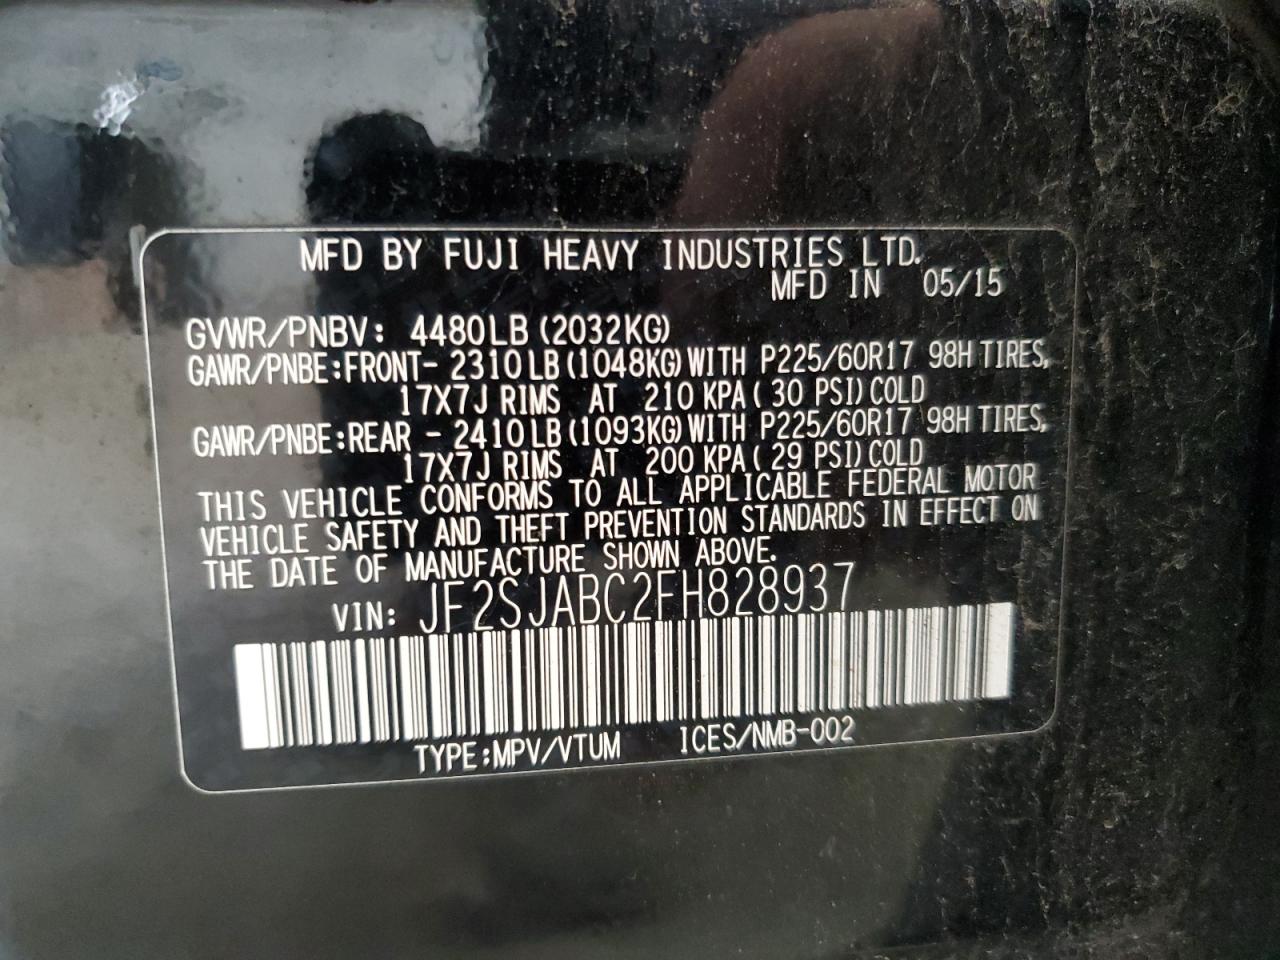 MFD BY FUJI HEAVY INDUSTRIES LTD.
MFD IN 05/15
GVWR/PNBV: 4480LB (2032KG)
GAWR/PNBE:FRONT- 2310LB (1048KG) WITH P225/60R17 98H TIRES,
17X7J RIMS AT 210 KPA( 30 PSI) COLD
GAWR/PNBE:REAR - 2410LB (1093KG) WITH P225/60R17 98H TIRES,
17X7J RIMS AT 200 KPA( 29 PSI) COLD
THIS VEHICLE CONFORMS TO ALL APPLICABLE FEDERAL MOTOR
VEHICLE SAFETY AND THEFT PREVENTION STANDARDS IN EFFECT ON
THE DATE OF MANUFACTURE SHOWN ABOVE.
VIN: JF2SJABC2FH828937
TYPE:MPV/VTUM ICES/NMB-002